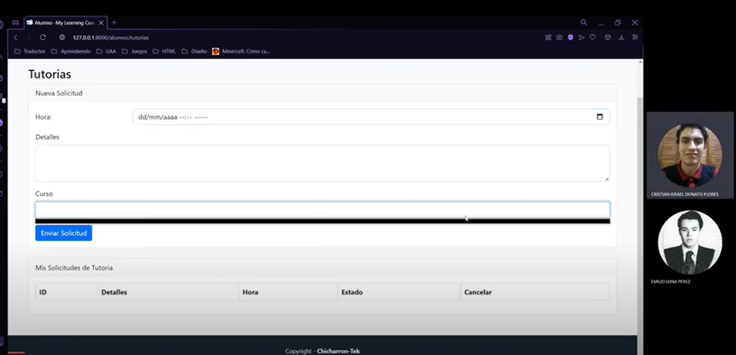 Alumno -My Learning Coa
127.0.0.1:8000/alumno/tutorias
Traductor Aprendiendo UAA Juegos HTML Diseño Minecraft: Cómo ca...
Tutorias
Nueva Solicitud
Hora: dd/mm/aaaa --:-- -----
Detalles
Curso
Enviar Solicitud
Mis Solicitudes de Tutoria
ID Detalles Hora Estado Cancelar
Copyright - Chicharron-Tek
CRISTIAN ISRAEL DONATO FLORES
EMILIO LUNA PEREZ